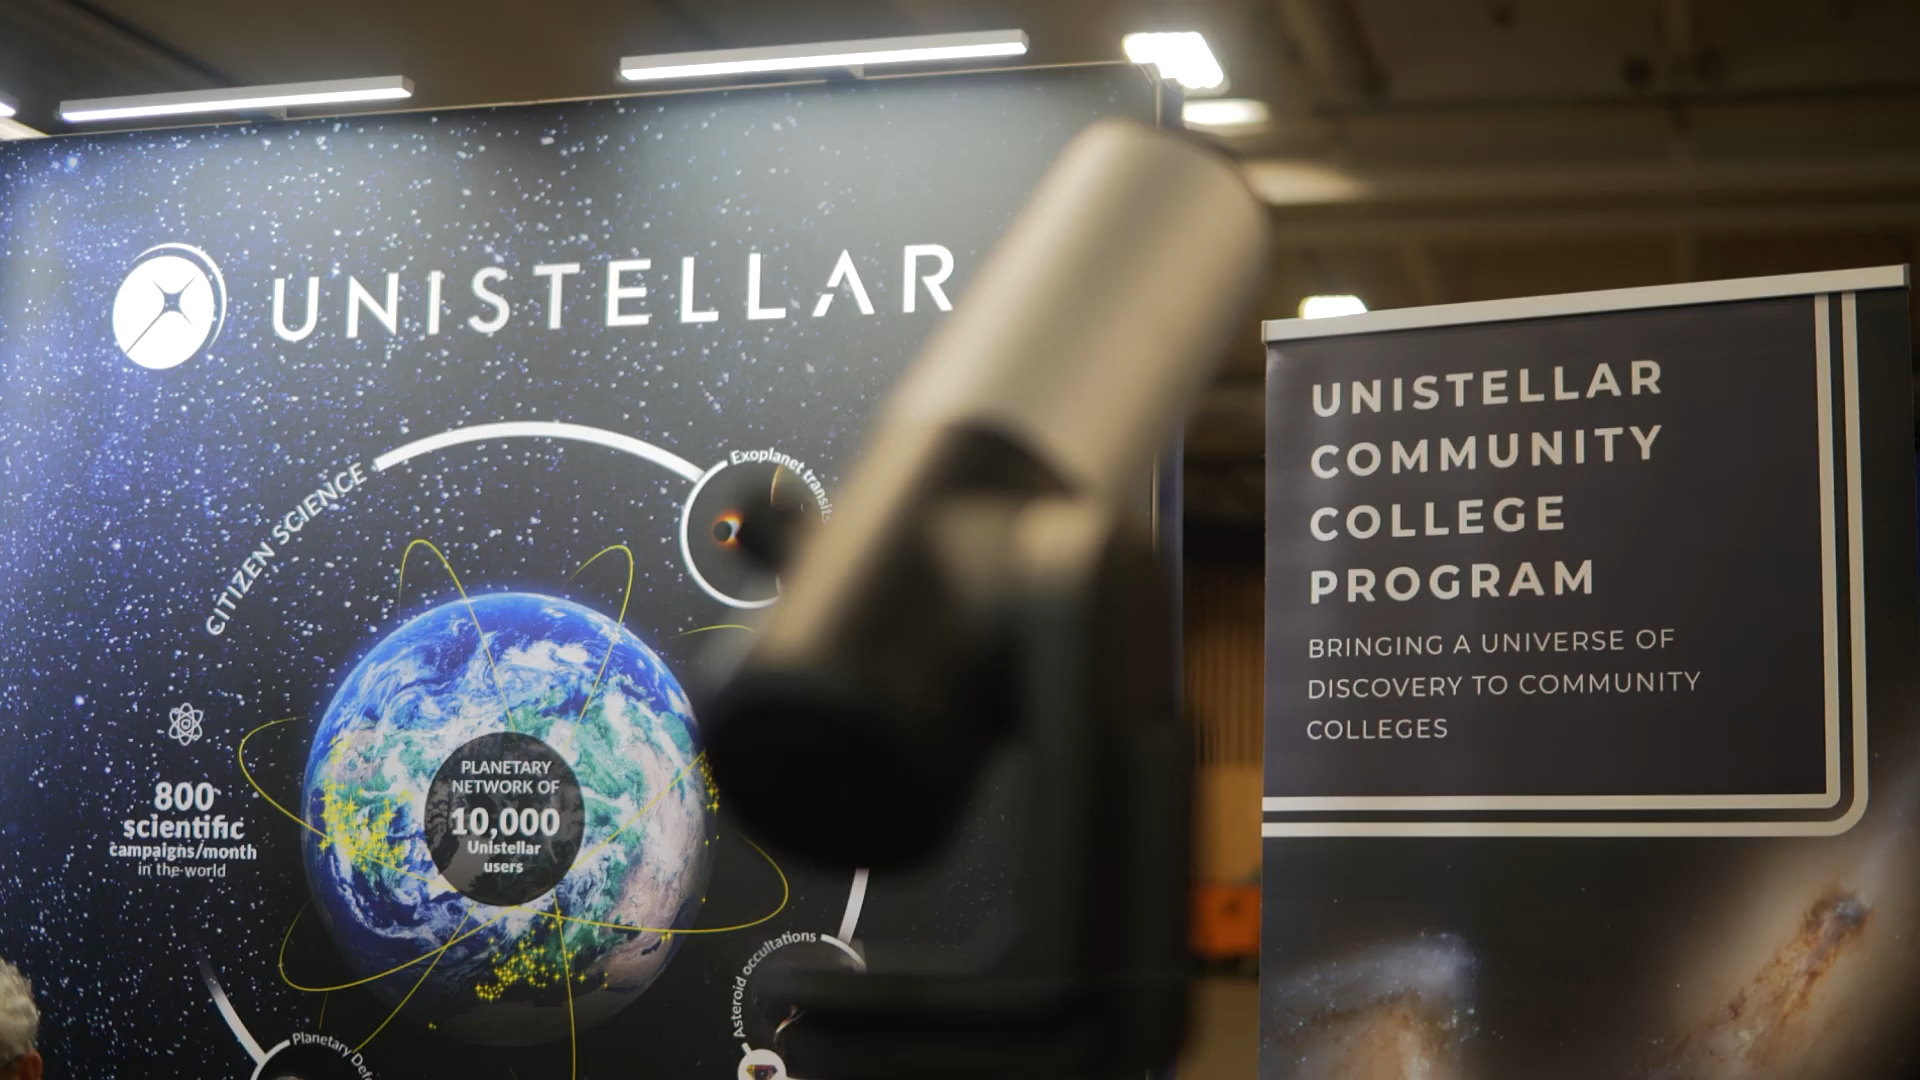 UNISTELLAR
CITIZEN SCIENCE
Exoplanet transits
800
scientific
campaigns/month
in the world
PLANETARY
NETWORK OF
10,000
Unistellar
users
Asteroid occultations
Planetary
UNISTELLAR
COMMUNITY
COLLEGE
PROGRAM
BRINGING A UNIVERSE OF
DISCOVERY TO COMMUNITY
COLLEGES